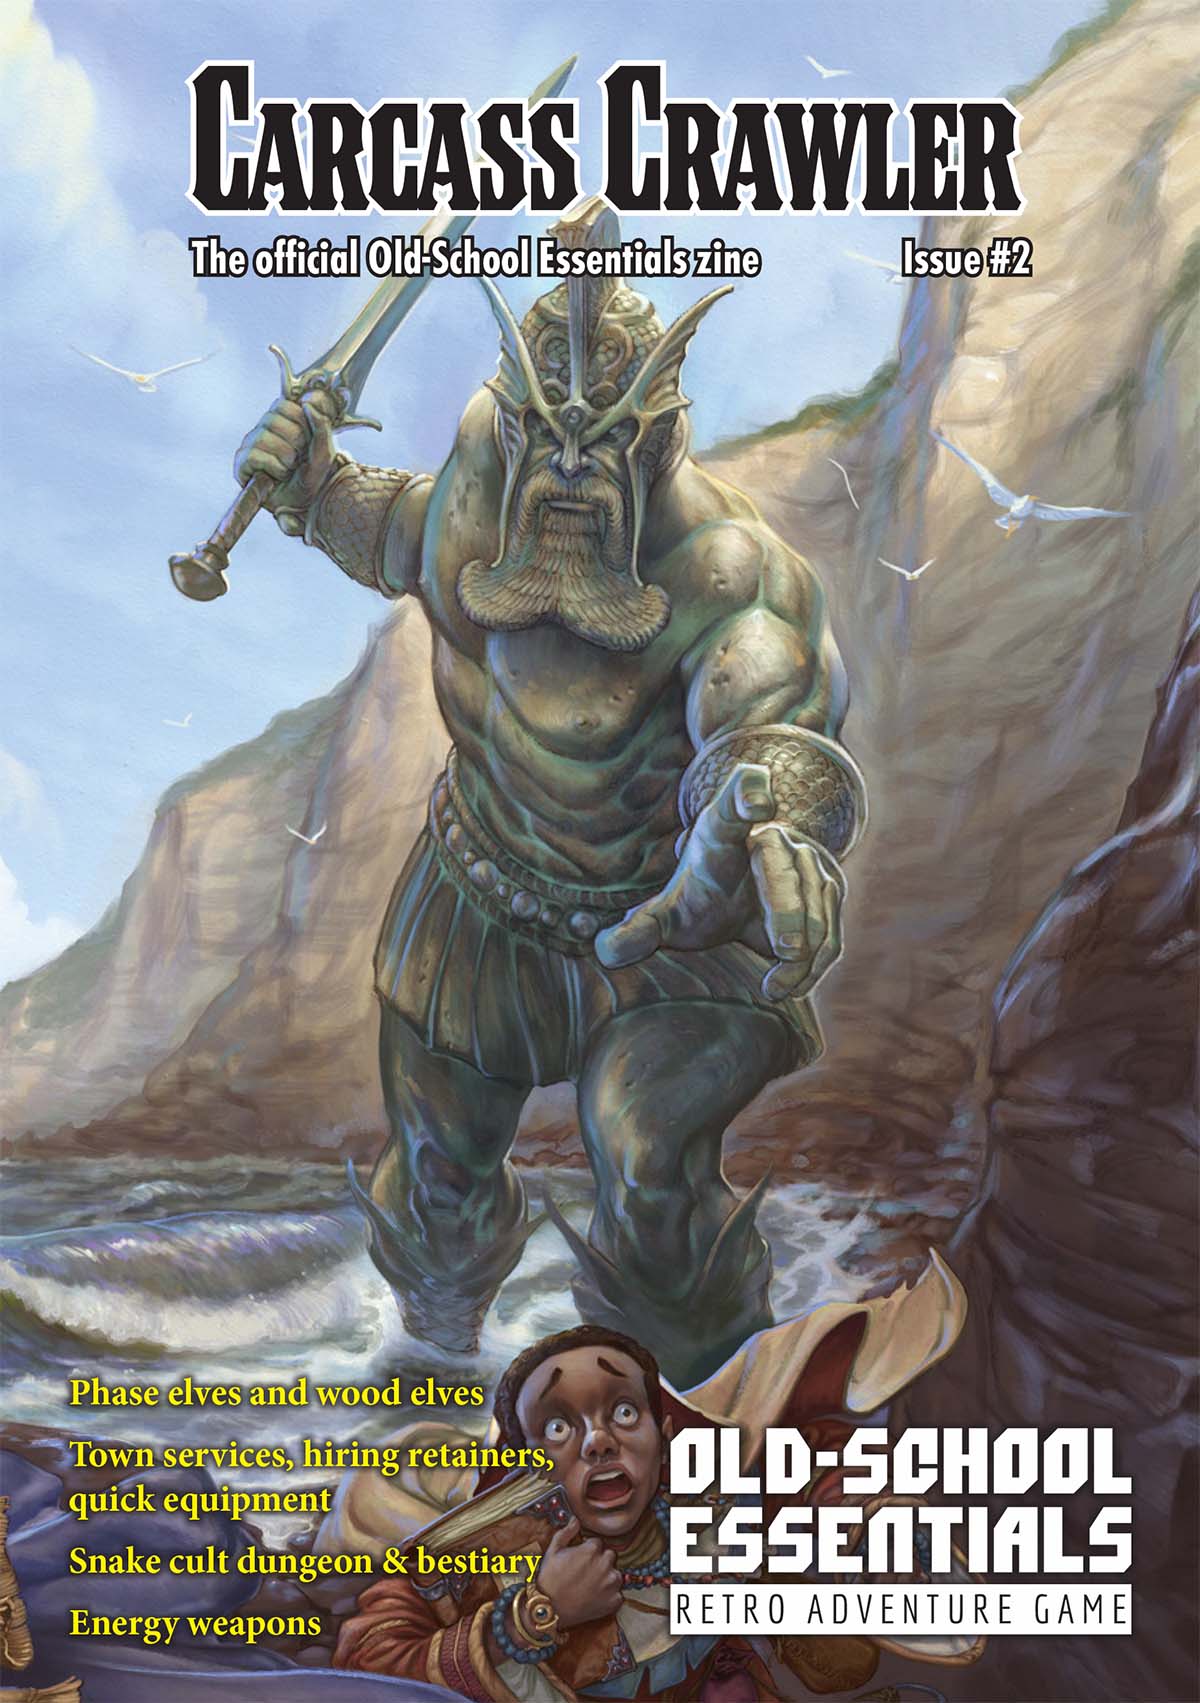 Carcass Crawler
The official Old-School Essentials zine Issue #2
Phase elves and wood elves
Town services, hiring retainers,
quick equipment
Snake cult dungeon & bestiary
Energy weapons
OLD-SCHOOL
ESSENTIALS
RETRO ADVENTURE GAME